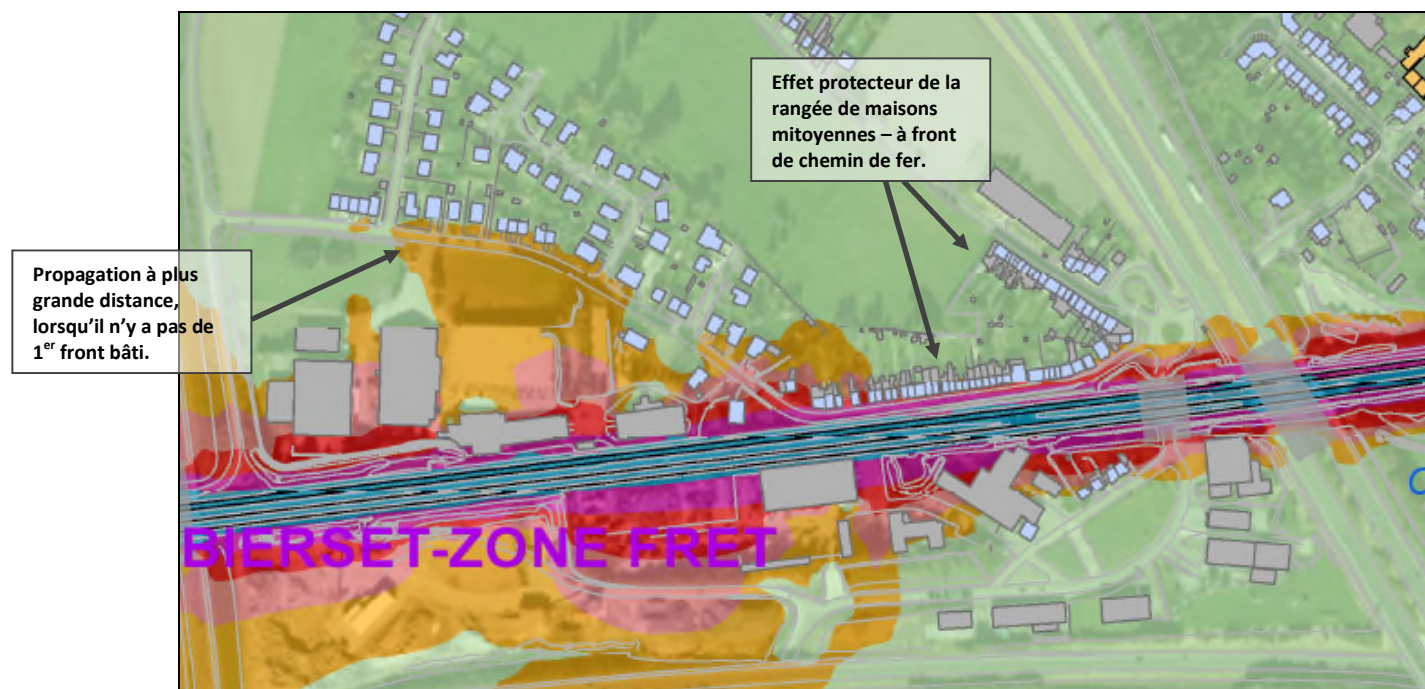 Effet protecteur de la
rangée de maisons
mitoyennes – à front
de chemin de fer.
Propagation à plus
grande distance,
lorsqu'il n'y a pas de
1er front bâti.
BIERSET-ZONE FRET